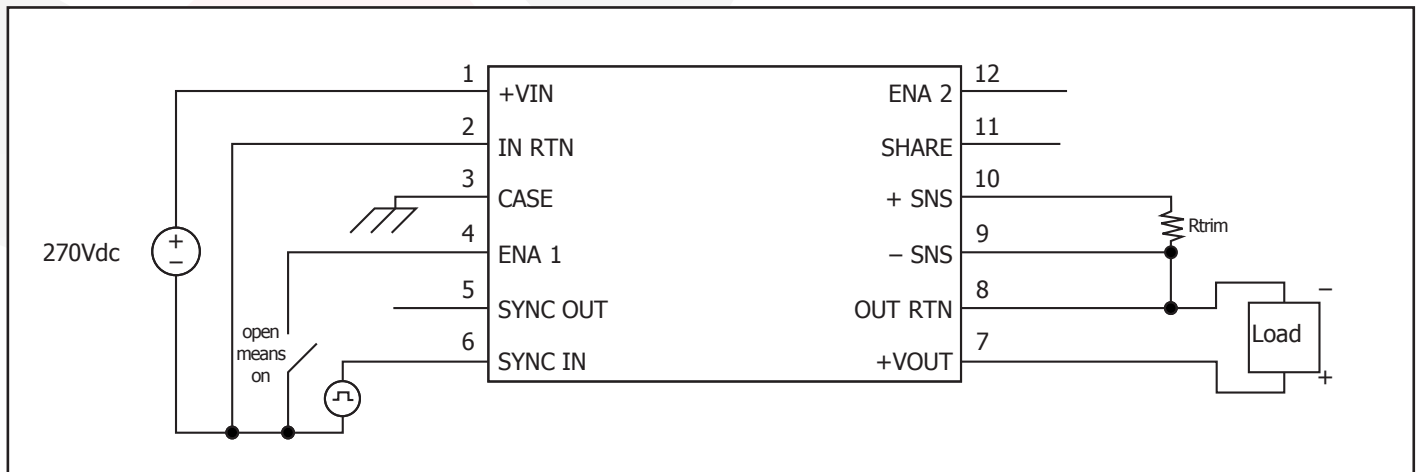 1
+VIN
2
IN RTN
3
CASE
4
ENA 1
5
SYNC OUT
6
SYNC IN
12
ENA 2
11
SHARE
10
+ SNS
9
− SNS
8
OUT RTN
7
+VOUT
270Vdc
+
−
open
means
on
Rtrim
−
Load
+